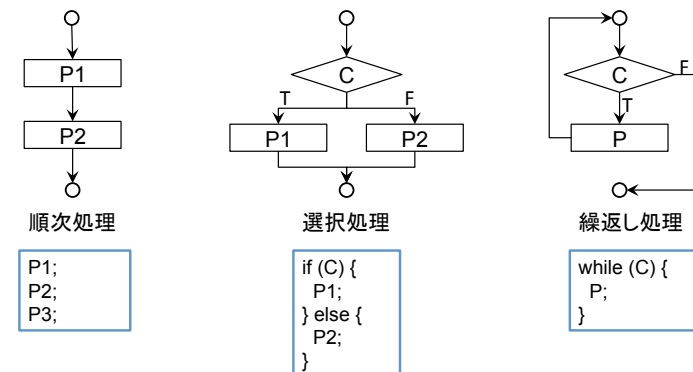 P1
P2
順次処理
P1;
P2;
P3;
C
T
F
P1
P2
選択処理
if (C) {
P1;
} else {
P2;
}
C
F
T
P
繰返し処理
while (C) {
P;
}